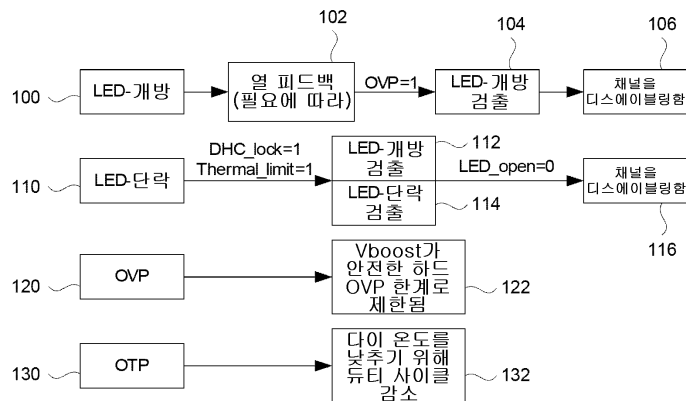 102
104
106
LED-개방
열 피드백
(필요에 따라)
OVP=1
LED-개방
검출
채널을
디스에이블링함
100
112
DHC_lock=1
Thermal_limit=1
LED-개방
검출
LED_open=0
110
LED-단락
LED-단락
검출
채널을
디스에이블링함
114
116
OVP
Vboost가
안전한 하드
OVP 한계로
제한됨
120
122
OTP
다이 온도를
낮추기 위해
듀티 사이클
감소
130
132